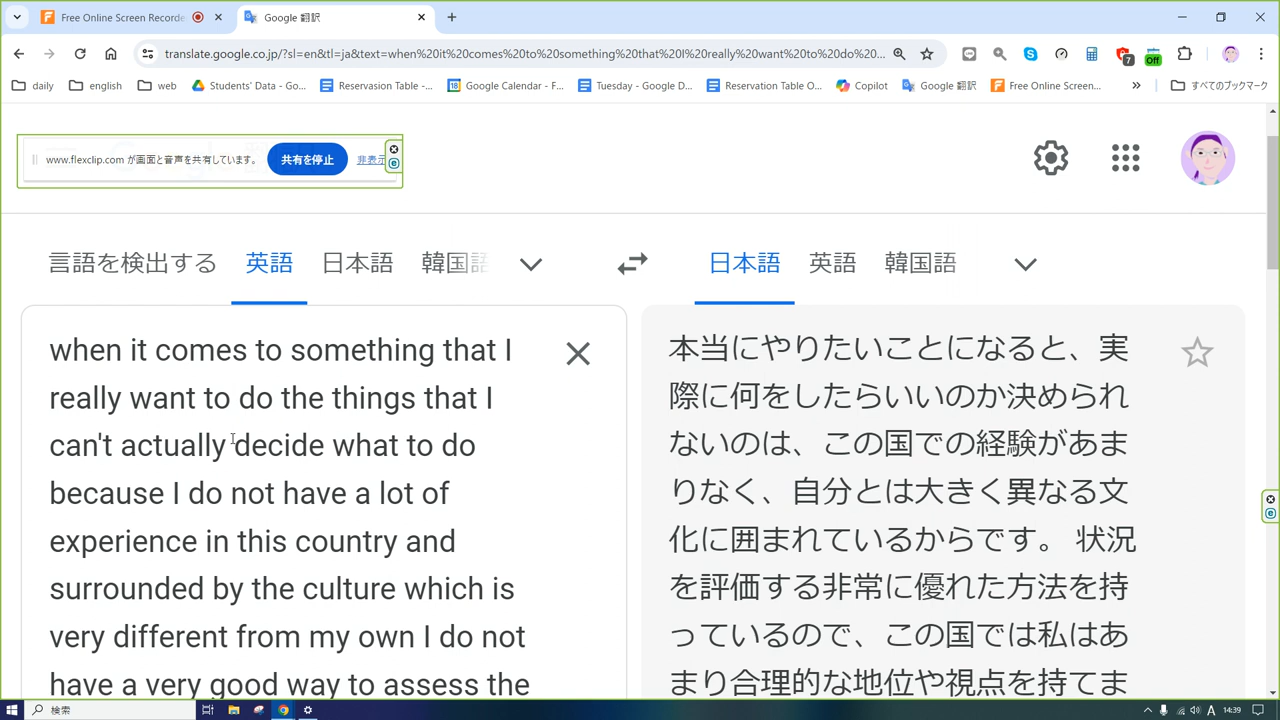 Free Online Screen Recorde
Google 翻訳
translate.google.co.jp/?sl=en&tl=ja&text=when%20it%20comes%20to%20something%20that%20I%20really%20want%20to%20do%20...
7
Off
daily
english
web
Students' Data - Go...
Reservasion Table -...
Google Calendar - F...
Tuesday - Google D...
Reservation Table O...
Copilot
Google 翻訳
Free Online Screen...
»
すべてのブックマーク
www.flexclip.com が画面と音声を共有しています。
共有を停止
非表示
言語を検出する
英語
日本語
韓国語
日本語
英語
韓国語
when it comes to something that I
really want to do the things that I
can't actually decide what to do
because I do not have a lot of
experience in this country and
surrounded by the culture which is
very different from my own I do not
have a very good way to assess the
本当にやりたいことになると、実
際に何をしたらいいのか決められ
ないのは、この国での経験があま
りなく、自分とは大きく異なる文
化に囲まれているからです。 状況
を評価する非常に優れた方法を持
っているので、この国では私はあ
まり合理的な地位や視点を持てま
検索
A
14:39